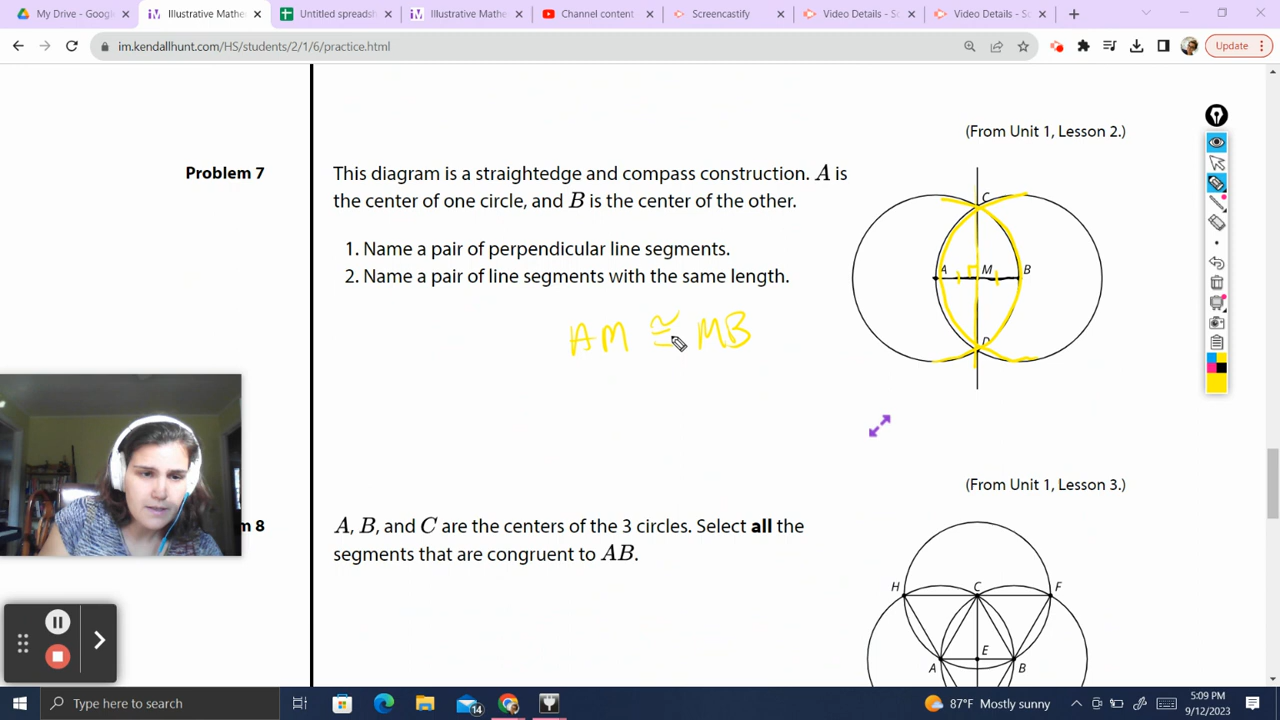 My Drive - Goog
Illustrative Mathe
Untitled spreadsh
Illustrative Mathe
Channel content
Screencastify
Video Details - Sc
Video Details - Sc
im.kendallhunt.com/HS/students/2/1/6/practice.html
Update
(From Unit 1, Lesson 2.)
Problem 7
This diagram is a straightedge and compass construction. A is
the center of one circle, and B is the center of the other.
1. Name a pair of perpendicular line segments.
2. Name a pair of line segments with the same length.
C
A M B
D
AM ≅ MB
(From Unit 1, Lesson 3.)
m 8
A, B, and C are the centers of the 3 circles. Select all the
segments that are congruent to AB.
H C F
E
A B
Type here to search
14
87°F Mostly sunny
5:09 PM
9/12/2023